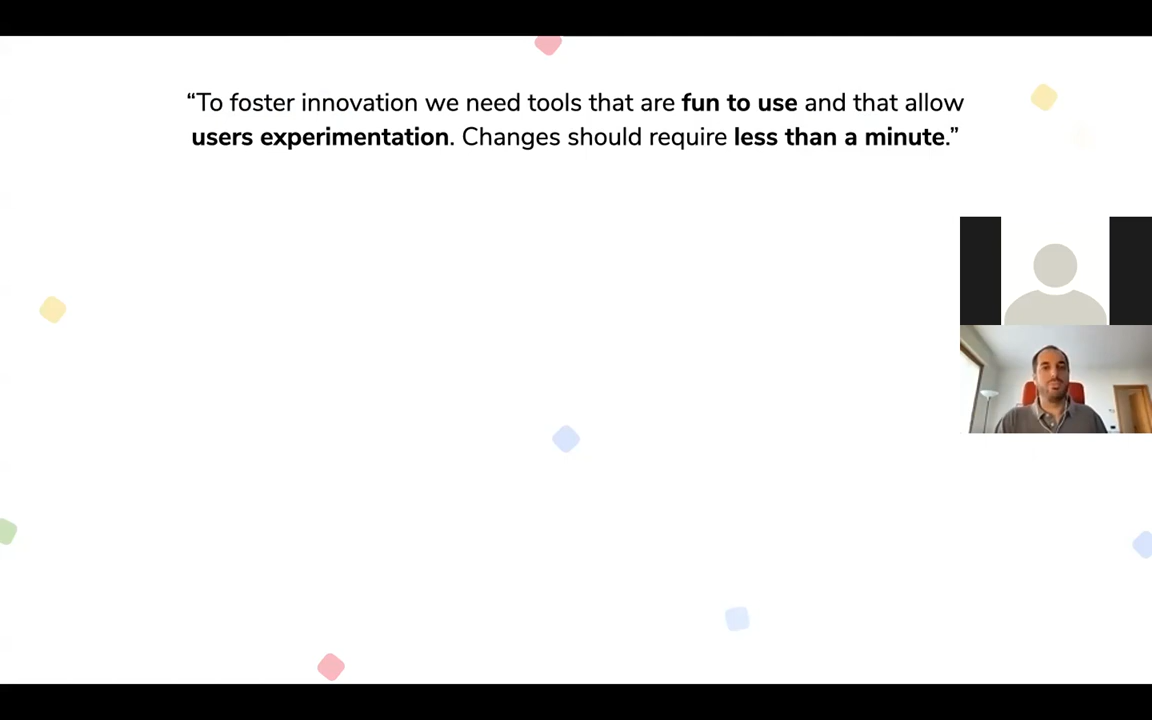 “To foster innovation we need tools that are fun to use and that allow
users experimentation. Changes should require less than a minute.”